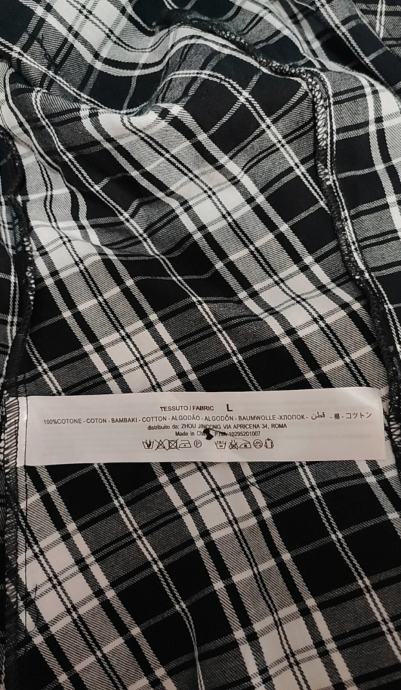 TESSUTO / FABRIC L
100%COTONE - COTON - BAMBAKI - COTTON - ALGODÃO - ALGODÓN - BAUMWOLLE -ХЛОПОК - قطن - 棉 - コットン
distribuito da: ZHOU JINDONG VIA APRICENA 34, ROMA
Made in